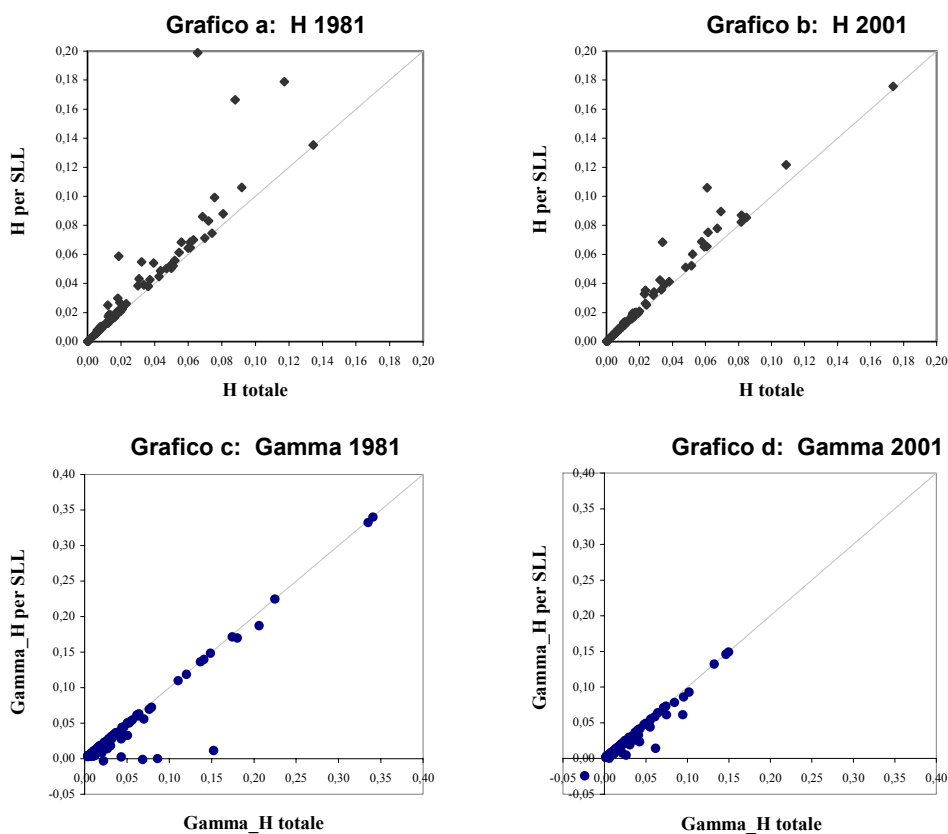 Grafico a: H 1981
0,20
0,18
0,16
0,14
0,12
0,10
0,08
0,06
0,04
0,02
0,00
0,00 0,02 0,04 0,06 0,08 0,10 0,12 0,14 0,16 0,18 0,20
H per SLL
H totale
Grafico b: H 2001
0,20
0,18
0,16
0,14
0,12
0,10
0,08
0,06
0,04
0,02
0,00
0,00 0,02 0,04 0,06 0,08 0,10 0,12 0,14 0,16 0,18 0,20
H per SLL
H totale
Grafico c: Gamma 1981
0,40
0,35
0,30
0,25
0,20
0,15
0,10
0,05
0,00
-0,05
0,00 0,05 0,10 0,15 0,20 0,25 0,30 0,35 0,40
Gamma_H per SLL
Gamma_H totale
Grafico d: Gamma 2001
0,40
0,35
0,30
0,25
0,20
0,15
0,10
0,05
0,00
-0,05
-0,05 0,00 0,05 0,10 0,15 0,20 0,25 0,30 0,35 0,40
Gamma_H per SLL
Gamma_H totale